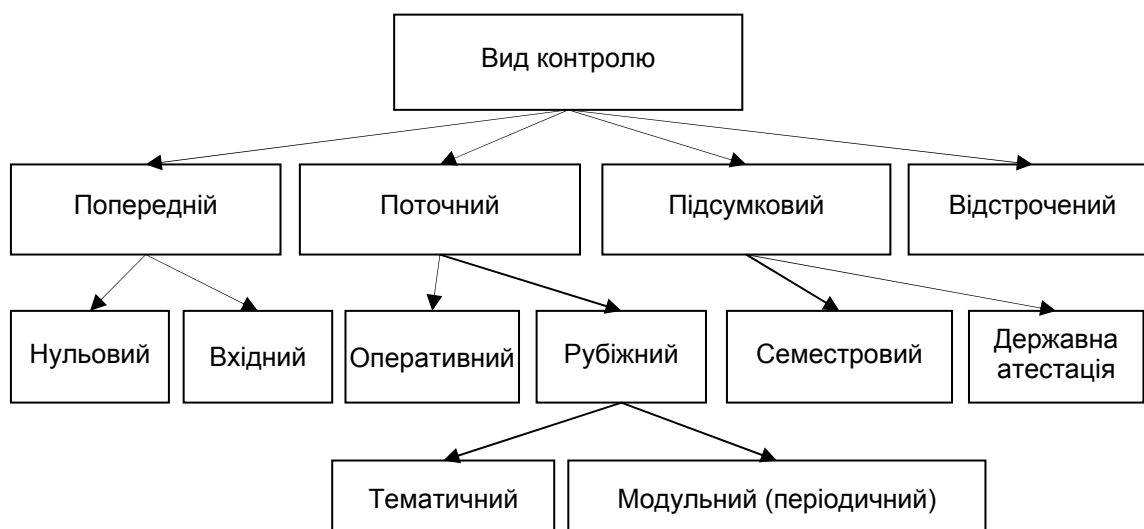 Вид контролю
Попередній
Поточний
Підсумковий
Відстрочений
Нульовий
Вхідний
Оперативний
Рубіжний
Семестровий
Державна
атестація
Тематичний
Модульний (періодичний)